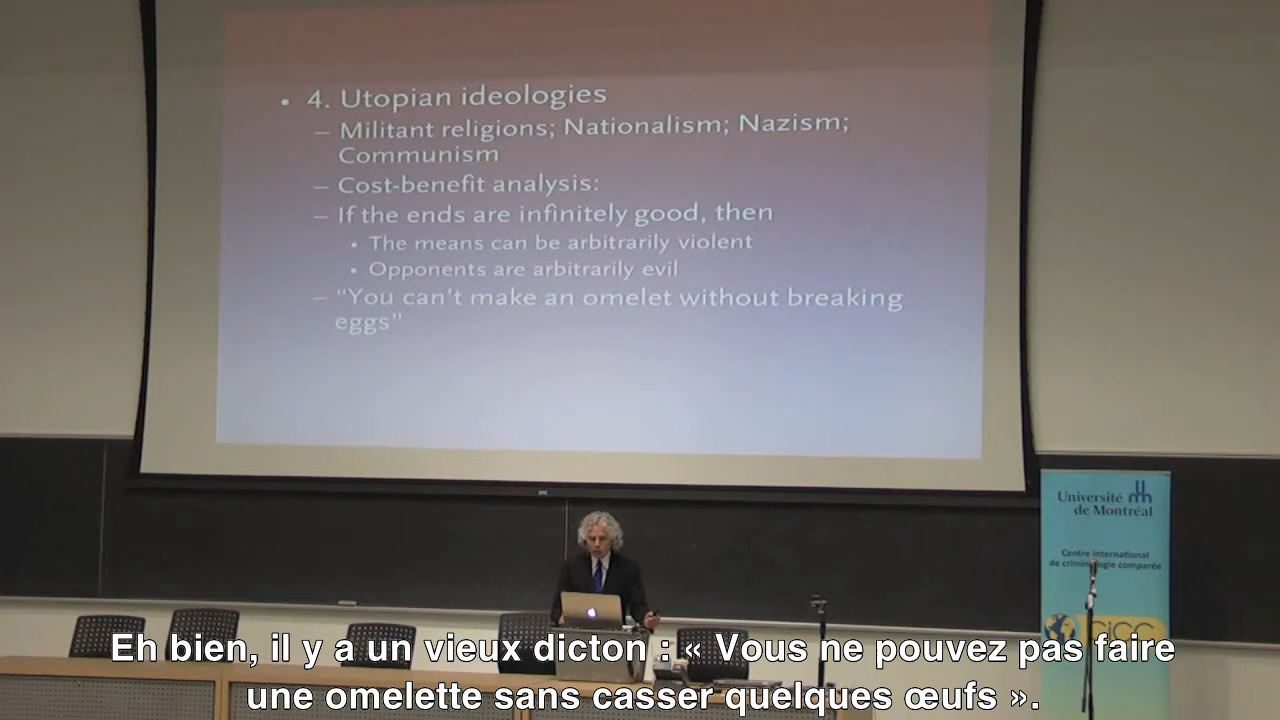 • 4. Utopian ideologies
– Militant religions; Nationalism; Nazism;
Communism
– Cost-benefit analysis:
– If the ends are infinitely good, then
• The means can be arbitrarily violent
• Opponents are arbitrarily evil
– “You can’t make an omelet without breaking
eggs”
Université
de Montréal
Centre international
de criminologie comparée
CICC
Eh bien, il y a un vieux dicton : « Vous ne pouvez pas faire
une omelette sans casser quelques œufs ».